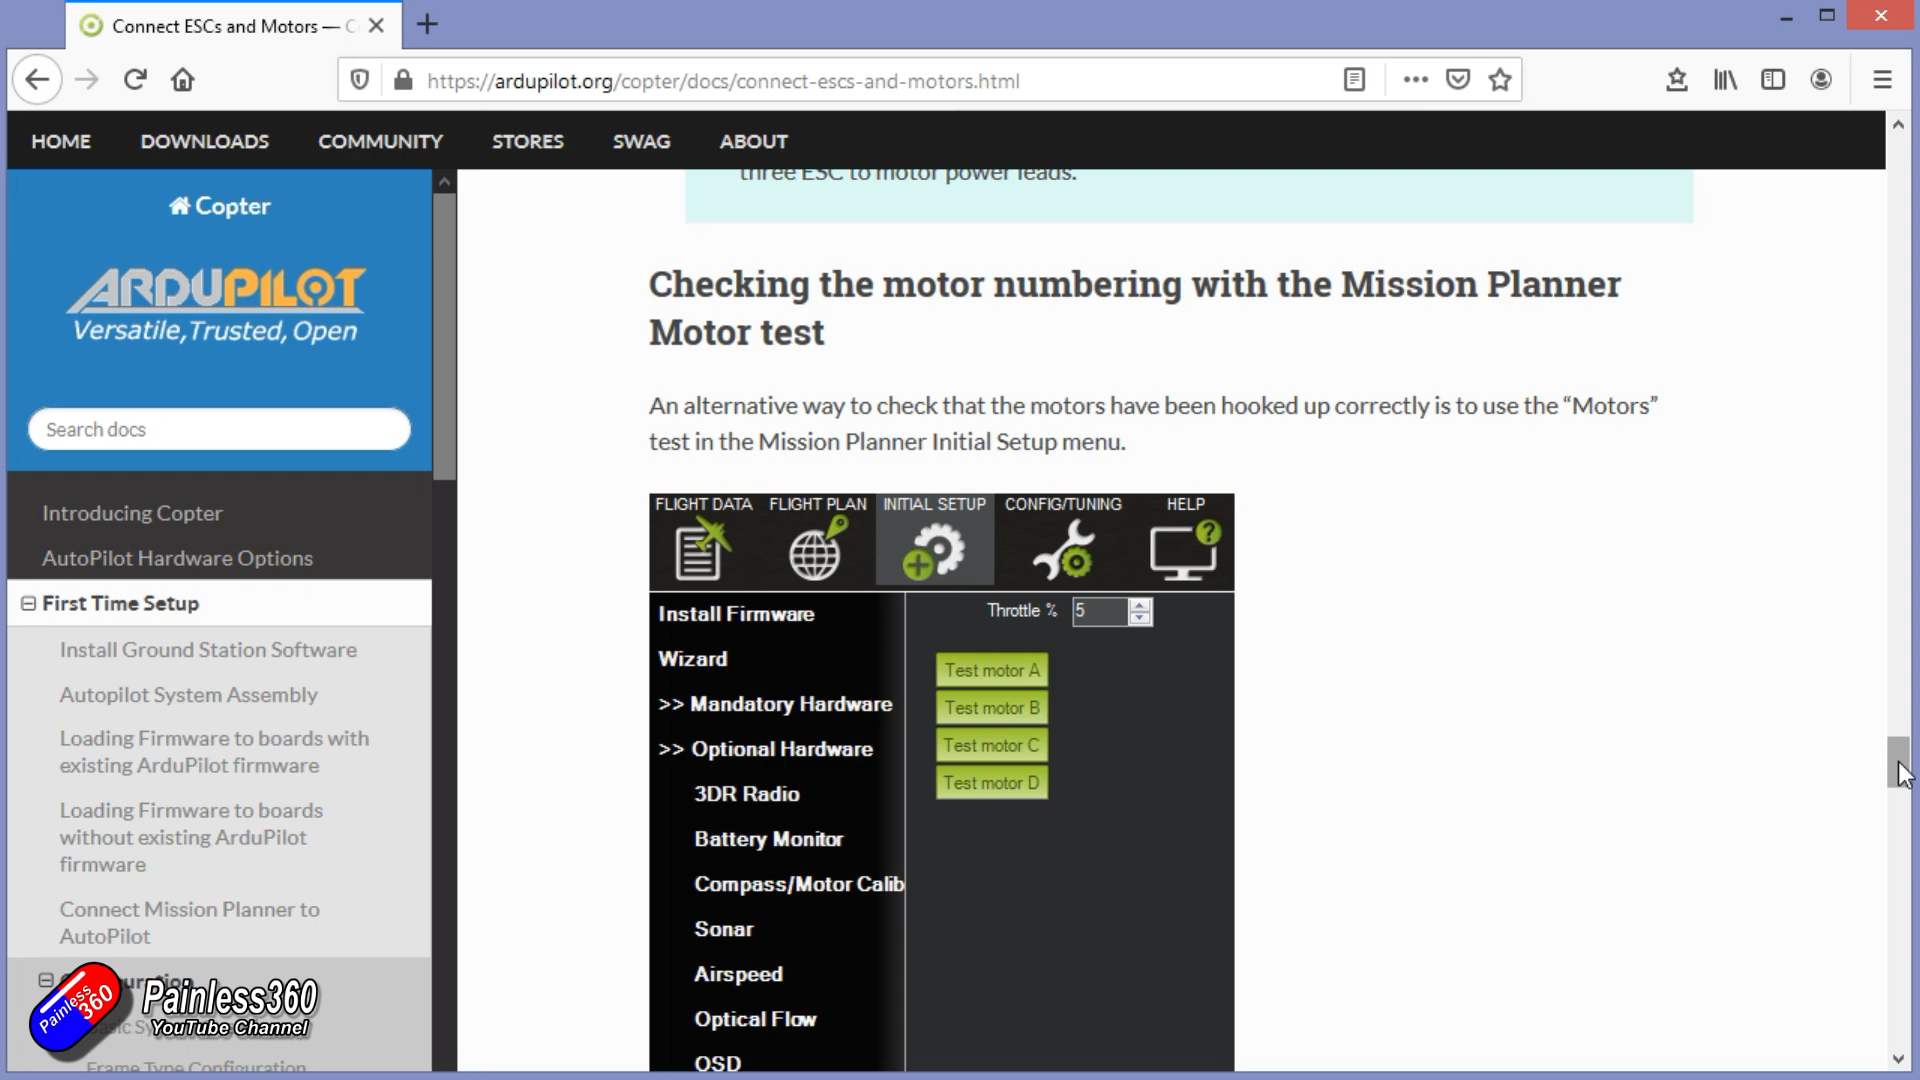 Connect ESCs and Motors — C
https://ardupilot.org/copter/docs/connect-escs-and-motors.html
HOME DOWNLOADS COMMUNITY STORES SWAG ABOUT
Copter
ARDUPILOT
Versatile,Trusted, Open
Search docs
Introducing Copter
AutoPilot Hardware Options
First Time Setup
Install Ground Station Software
Autopilot System Assembly
Loading Firmware to boards with
existing ArduPilot firmware
Loading Firmware to boards
without existing ArduPilot
firmware
Connect Mission Planner to
AutoPilot
Frame Type Configuration
Painless
360
Painless360
YouTube Channel
three ESC to motor power leads.
Checking the motor numbering with the Mission Planner
Motor test
An alternative way to check that the motors have been hooked up correctly is to use the “Motors”
test in the Mission Planner Initial Setup menu.
FLIGHT DATA FLIGHT PLAN INITIAL SETUP CONFIG/TUNING HELP
Install Firmware
Wizard
>> Mandatory Hardware
>> Optional Hardware
3DR Radio
Battery Monitor
Compass/Motor Calib
Sonar
Airspeed
Optical Flow
OSD
Throttle % 5
Test motor A
Test motor B
Test motor C
Test motor D